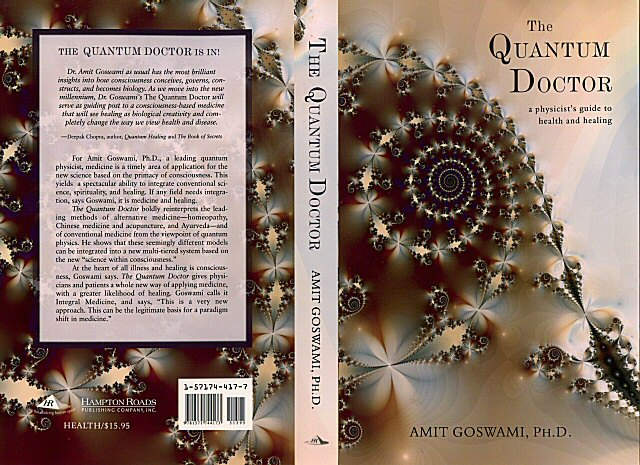 THE QUANTUM DOCTOR IS IN!
Dr. Amit Goswami as usual has the most brilliant
insights into how consciousness conceives, governs, con-
structs, and becomes biology. As we move into the new
millennium, Dr. Goswami's The Quantum Doctor will
serve as guiding post to a consciousness-based medicine
that will see healing as biological creativity and com-
pletely change the way we view health and disease.
—Deepak Chopra, author, Quantum Healing and The Book of Secrets
For Amit Goswami, Ph.D., a leading quantum
physicist, medicine is a timely area of application for the
new science based on the primacy of consciousness. This
yields a spectacular ability to integrate conventional sci-
ence, spirituality, and healing. If any field needs integra-
tion, says Goswami, it is medicine and healing.
The Quantum Doctor boldly reinterprets the lead-
ing methods of alternative medicine—homeopathy,
Chinese medicine and acupuncture, and Ayurveda—and
of conventional medicine from the viewpoint of quantum
physics. He shows that these seemingly different models
can be integrated into a new multi-tiered system based on
the new "science within consciousness."
At the heart of all illness and healing is conscious-
ness, Goswami says. The Quantum Doctor gives physi-
cians and patients a whole new way of applying medicine,
with a greater likelihood of healing. Goswami calls it
Integral Medicine, and says, "This is a very new
approach. This can be the legitimate basis for a paradigm
shift in medicine."
HR
HAMPTON ROADS
PUBLISHING COMPANY, INC.
HEALTH/$15.95
1-57174-417-7
THE QUANTUM DOCTOR
AMIT GOSWAMI, PH.D.
The
QUANTUM
DOCTOR
a physicist's guide to
health and healing
AMIT GOSWAMI, PH.D.